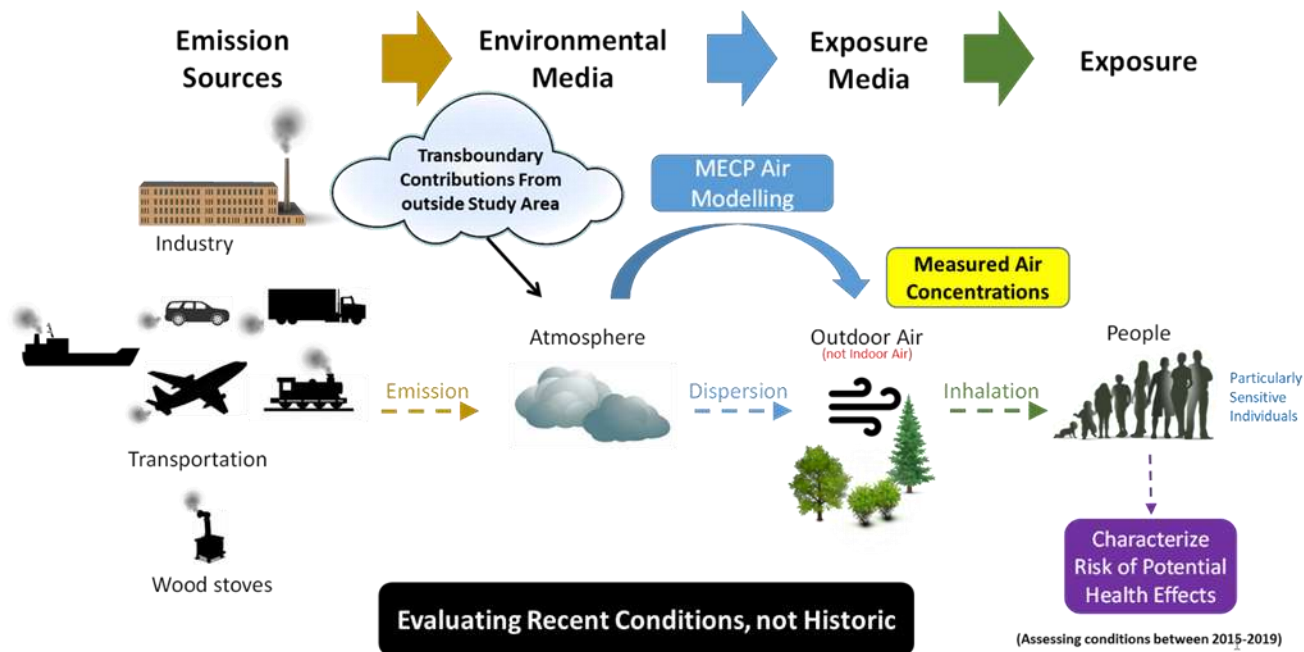 Emission
Sources
Environmental
Media
Exposure
Media
Exposure
Transboundary
Contributions From
outside Study Area
MECP Air
Modelling
Industry
Measured Air
Concentrations
Atmosphere
Outdoor Air
(not Indoor Air)
People
Emission
Dispersion
Inhalation
Particularly
Sensitive
Individuals
Transportation
Wood stoves
Characterize
Risk of Potential
Health Effects
Evaluating Recent Conditions, not Historic
(Assessing conditions between 2015-2019)